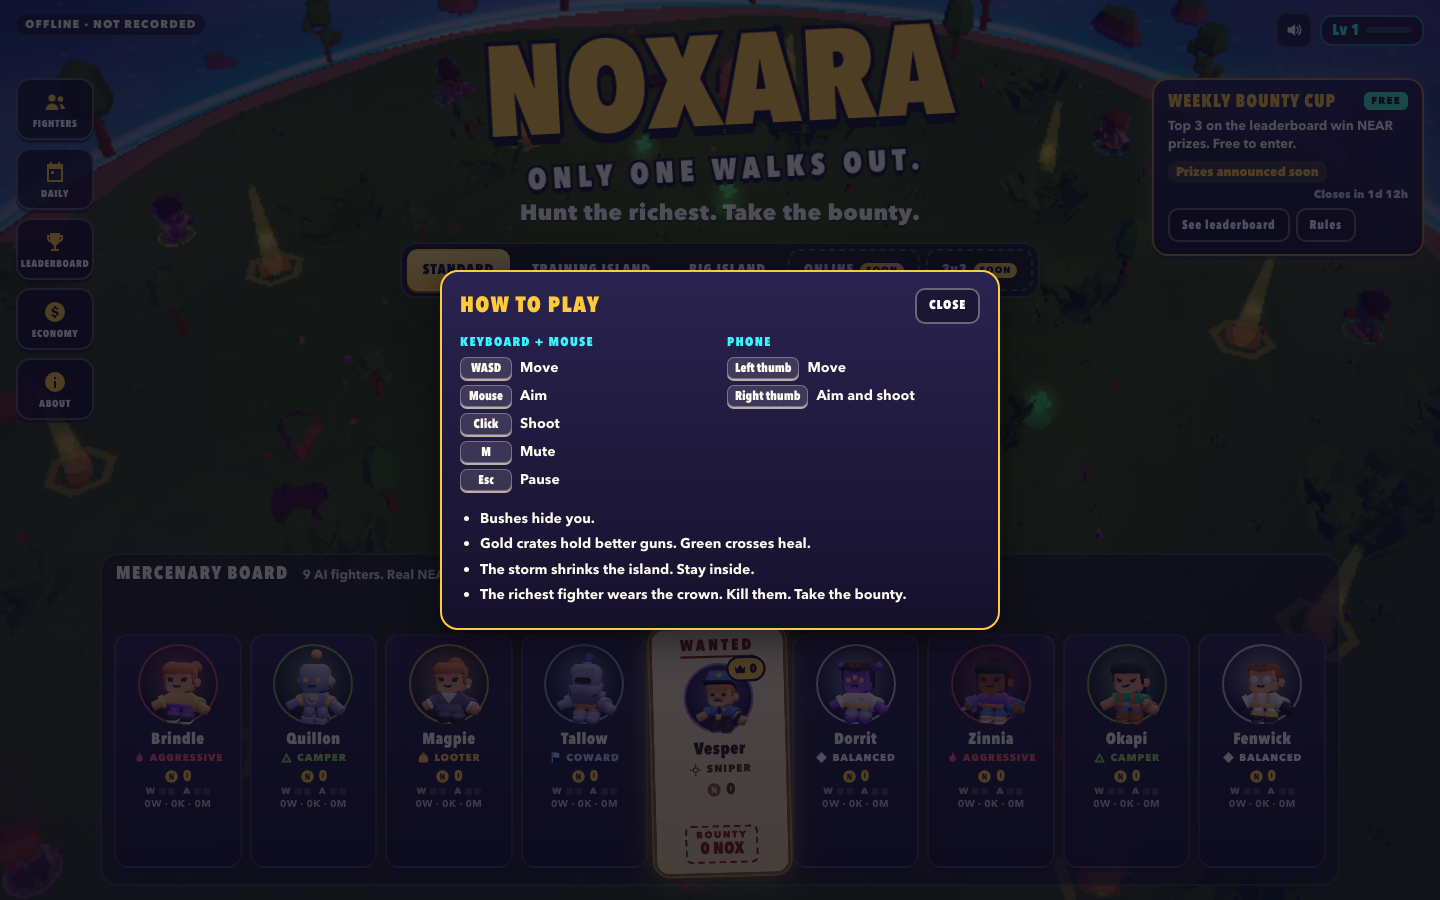 OFFLINE • NOT RECORDED
Lv 1
NOXARA
ONLY ONE WALKS OUT.
Hunt the richest. Take the bounty.
FIGHTERS
DAILY
LEADERBOARD
ECONOMY
ABOUT
WEEKLY BOUNTY CUP
FREE
Top 3 on the leaderboard win NEAR
prizes. Free to enter.
Prizes announced soon
Closes in 1d 12h
See leaderboard
Rules
STANDARD
TRAINING ISLAND
BIG ISLAND
ONLINE SOON
SOON
HOW TO PLAY
CLOSE
KEYBOARD + MOUSE
WASD Move
Mouse Aim
Click Shoot
M Mute
Esc Pause
PHONE
Left thumb Move
Right thumb Aim and shoot
• Bushes hide you.
• Gold crates hold better guns. Green crosses heal.
• The storm shrinks the island. Stay inside.
• The richest fighter wears the crown. Kill them. Take the bounty.
MERCENARY BOARD
9 AI fighters. Real
Brindle
AGGRESSIVE
N 0
W A
0W · 0K · 0M
Quillon
CAMPER
N 0
W A
0W · 0K · 0M
Magpie
LOOTER
N 0
W A
0W · 0K · 0M
Tallow
COWARD
N 0
W A
0W · 0K · 0M
WANTED
0
Vesper
SNIPER
N 0
BOUNTY
0 NOX
Dorrit
BALANCED
N 0
W A
0W · 0K · 0M
Zinnia
AGGRESSIVE
N 0
W A
0W · 0K · 0M
Okapi
CAMPER
N 0
W A
0W · 0K · 0M
Fenwick
BALANCED
N 0
W A
0W · 0K · 0M